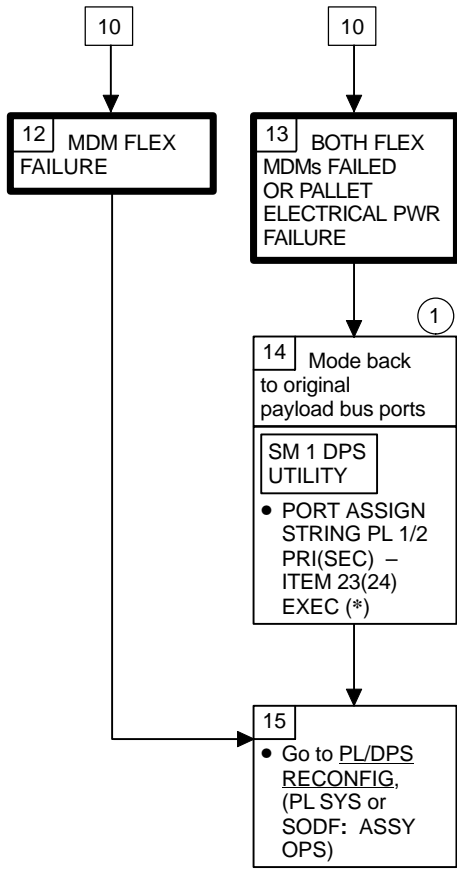 10
10
12 MDM FLEX
FAILURE
13 BOTH FLEX
MDMs FAILED
OR PALLET
ELECTRICAL PWR
FAILURE
1
14 Mode back
to original
payload bus ports
SM 1 DPS
UTILITY
● PORT ASSIGN
STRING PL 1/2
PRI(SEC) –
ITEM 23(24)
EXEC (*)
15
● Go to PL/DPS
RECONFIG,
(PL SYS or
SODF: ASSY
OPS)